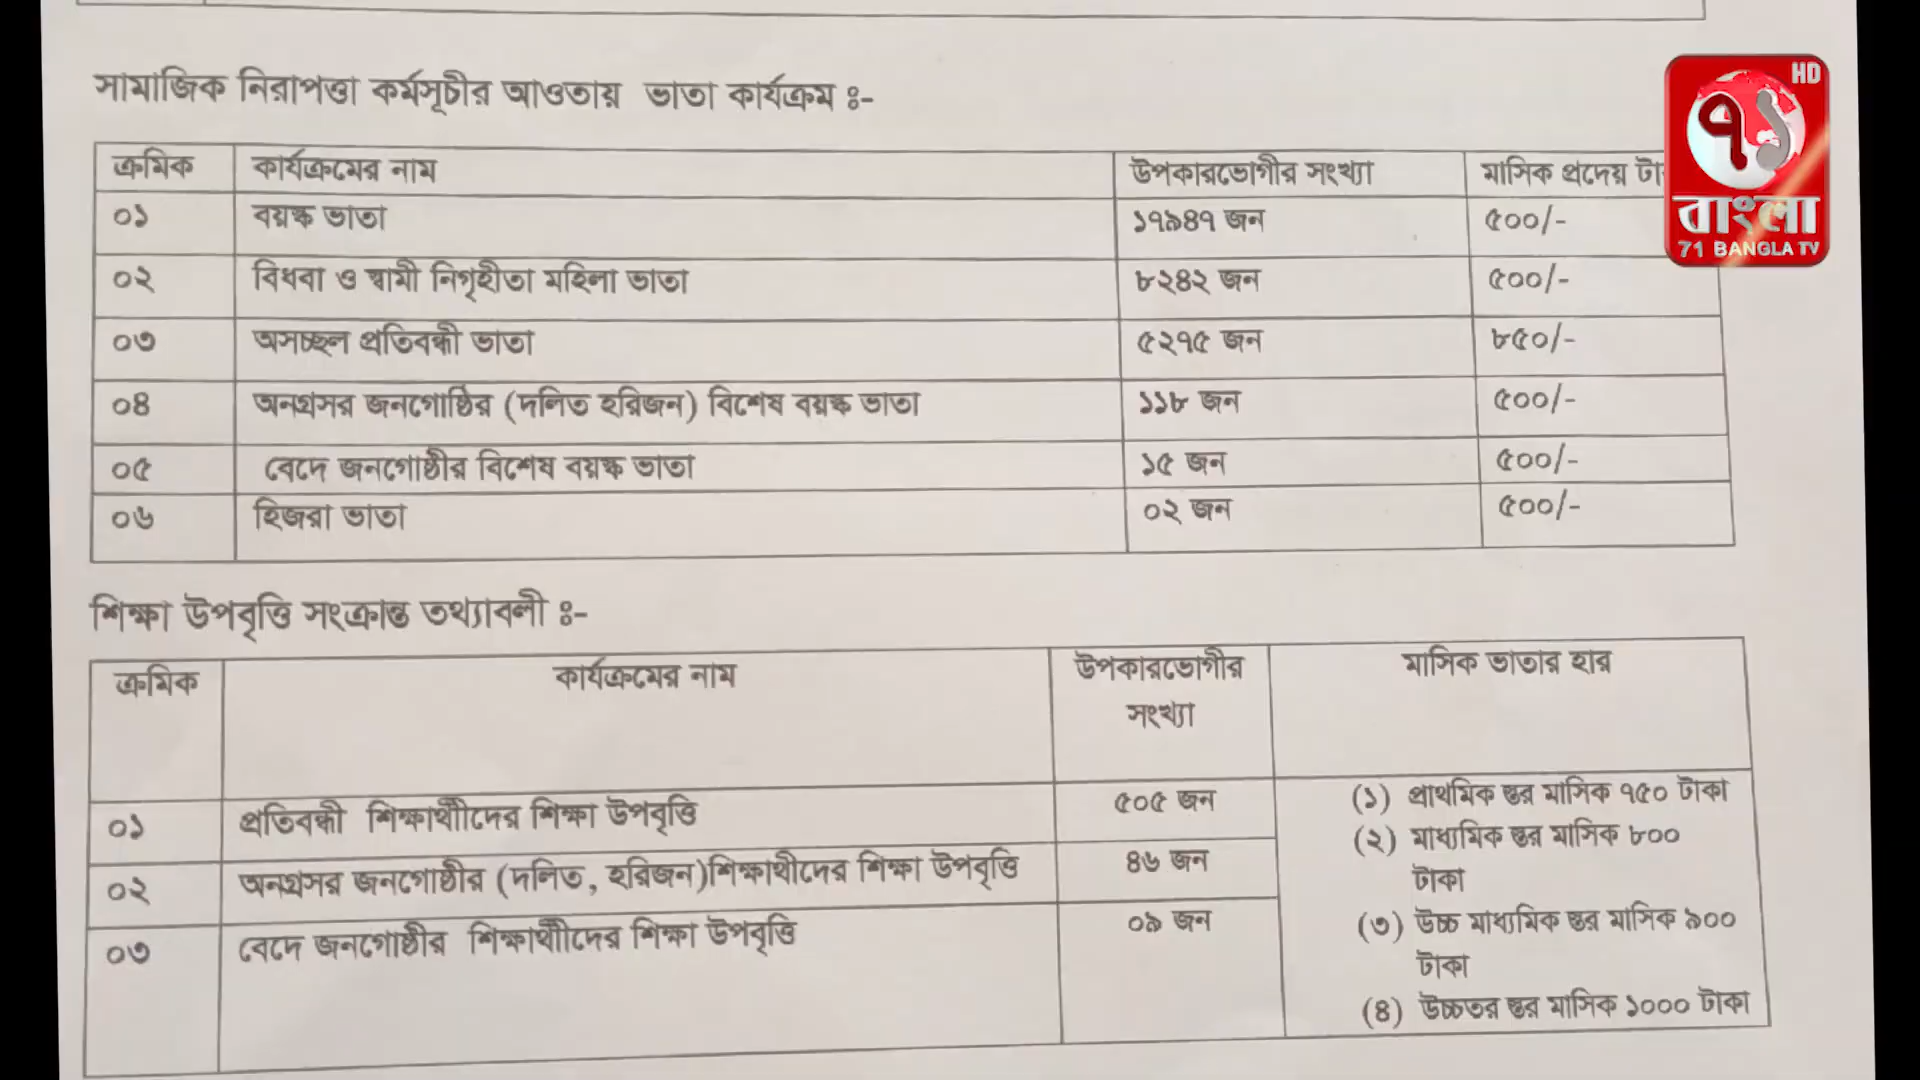 সামাজিক নিরাপত্তা কর্মসূচীর আওতায় ভাতা কার্যক্রম ঃ-
ক্রমিক কার্যক্রমের নাম উপকারভোগীর সংখ্যা মাসিক প্রদেয়
০১ বয়স্ক ভাতা ১৭৯৪৭ জন ৫০০/-
০২ বিধবা ও স্বামী নিগৃহীতা মহিলা ভাতা ৮২৪২ জন ৫০০/-
০৩ অসচ্ছল প্রতিবন্ধী ভাতা ৫২৭৫ জন ৮৫০/-
০৪ অনগ্রসর জনগোষ্ঠির (দলিত হরিজন) বিশেষ বয়স্ক ভাতা ১১৮ জন ৫০০/-
০৫ বেদে জনগোষ্ঠীর বিশেষ বয়স্ক ভাতা ১৫ জন ৫০০/-
০৬ হিজরা ভাতা ০২ জন ৫০০/-
HD
৭১
বাংলা
71 BANGLA TV
শিক্ষা উপবৃত্তি সংক্রান্ত তথ্যাবলী ঃ-
ক্রমিক কার্যক্রমের নাম উপকারভোগীর মাসিক ভাতার হার
সংখ্যা
০১ প্রতিবন্ধী শিক্ষার্থীদের শিক্ষা উপবৃত্তি ৫০৫ জন (১) প্রাথমিক স্তর মাসিক ৭৫০ টাকা
(২) মাধ্যমিক স্তর মাসিক ৮০০
০২ অনগ্রসর জনগোষ্ঠীর (দলিত, হরিজন)শিক্ষার্থীদের শিক্ষা উপবৃত্তি ৪৬ জন টাকা
০৩ বেদে জনগোষ্ঠীর শিক্ষার্থীদের শিক্ষা উপবৃত্তি ০৯ জন (৩) উচ্চ মাধ্যমিক স্তর মাসিক ৯০০
টাকা
(৪) উচ্চতর স্তর মাসিক ১০০০ টাকা